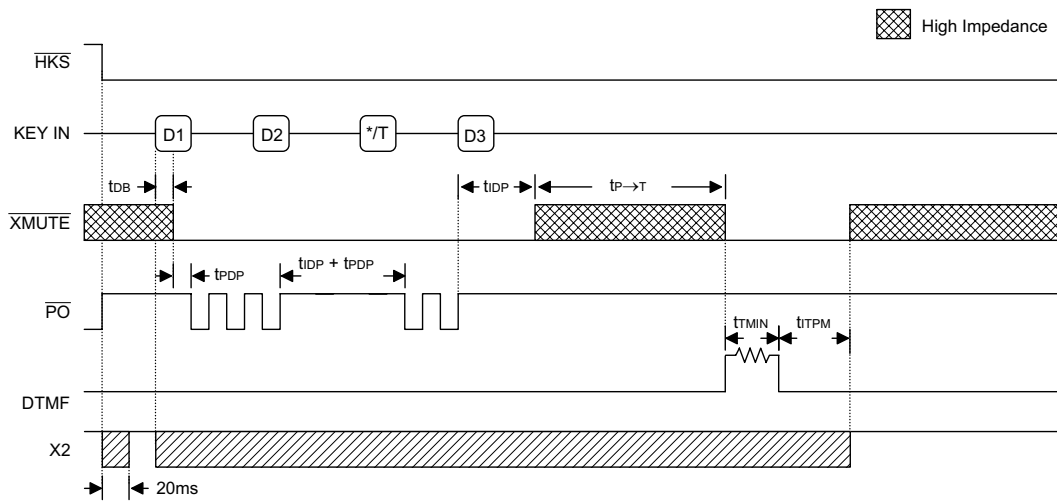 High Impedance
HKS
KEY IN
D1
D2
*/T
D3
tDB
tIDP
tP→T
XMUTE
tPDP
tIDP + tPDP
PO
tTMIN
tITPM
DTMF
X2
20ms